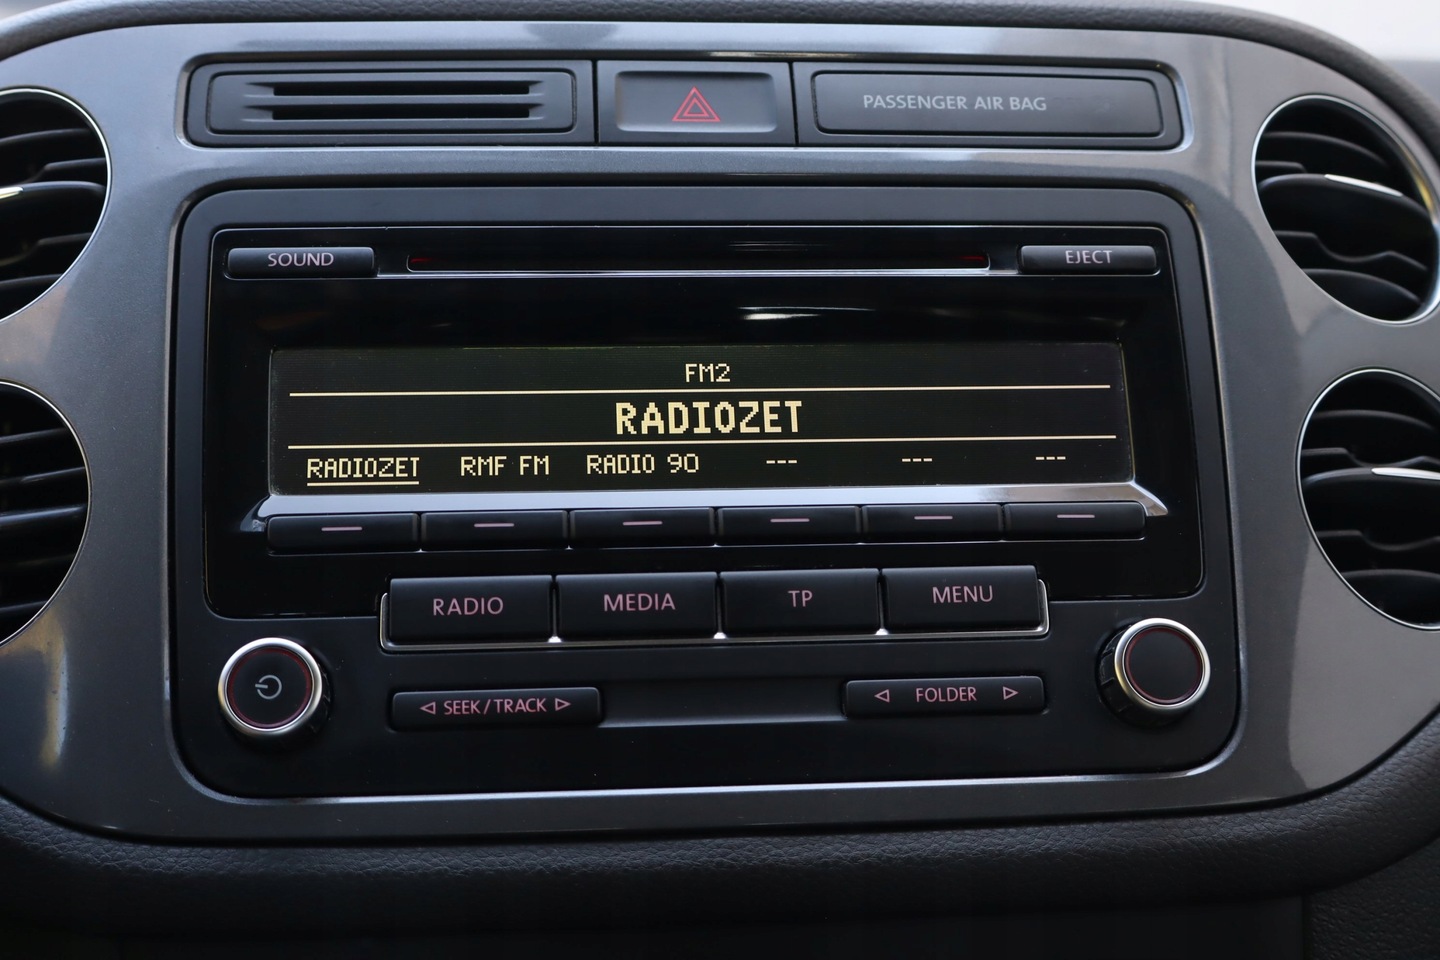 PASSENGER AIR BAG
SOUND
EJECT
FM2
RADIOZET
RADIOZET RMF FM RADIO 90 --- --- ---
RADIO MEDIA TP MENU
◁ SEEK / TRACK ▷
◁ FOLDER ▷